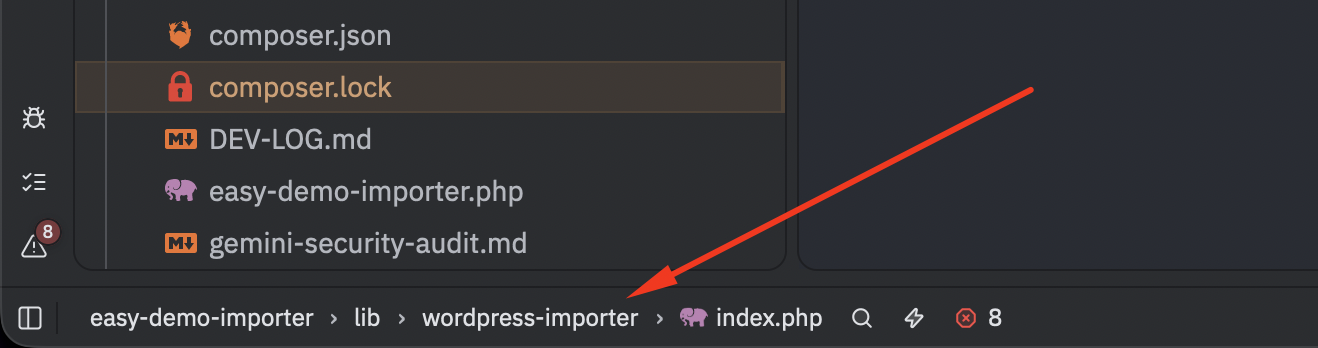 composer.json
composer.lock
M↓ DEV-LOG.md
easy-demo-importer.php
8
M↓ gemini-security-audit.md
easy-demo-importer › lib › wordpress-importer › index.php 8